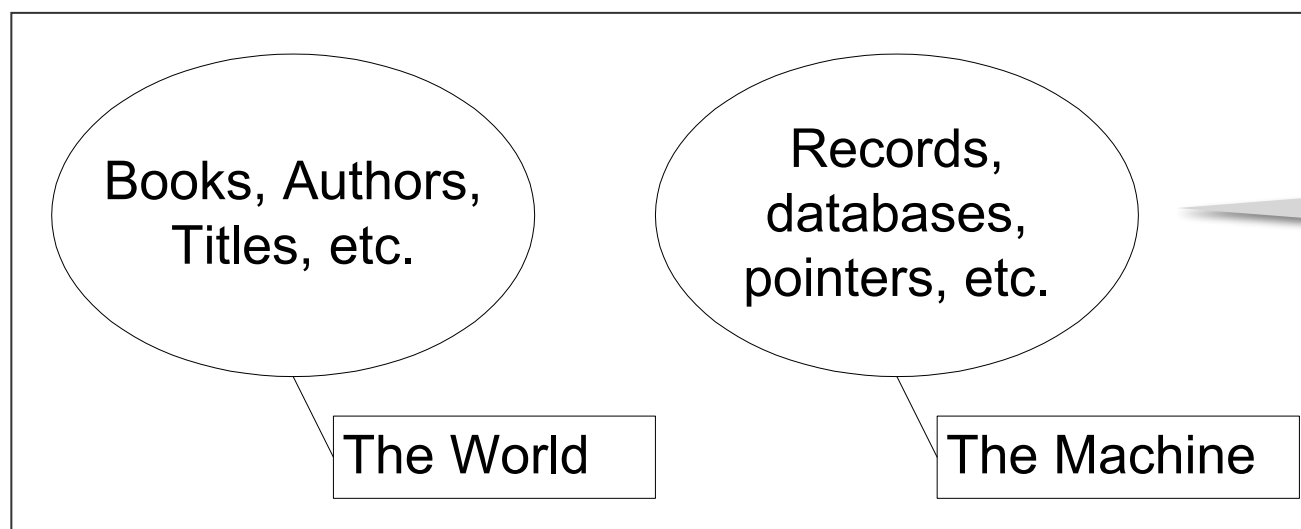 Books, Authors,
Titles, etc.
Records,
databases,
pointers, etc.
The World
The Machine